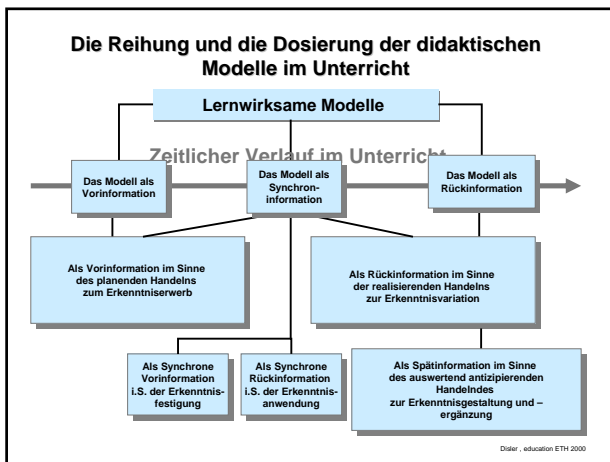 Die Reihung und die Dosierung der didaktischen
Modelle im Unterricht
Lernwirksame Modelle
Zeitlicher Verlauf im Unterricht
Das Modell als
Vorinformation
Das Modell als
Synchron-
information
Das Modell als
Rückinformation
Als Vorinformation im Sinne
des planenden Handelns
zum Erkenntniserwerb
Als Rückinformation im Sinne
der realisierenden Handelns
zur Erkenntnisvariation
Als Synchrone
Vorinformation
i.S. der Erkenntnis-
festigung
Als Synchrone
Rückinformation
i.S. der Erkenntnis-
anwendung
Als Spätinformation im Sinne
des auswertend antizipierenden
Handelndes
zur Erkenntnisgestaltung und –
ergänzung
Disler , education ETH 2000